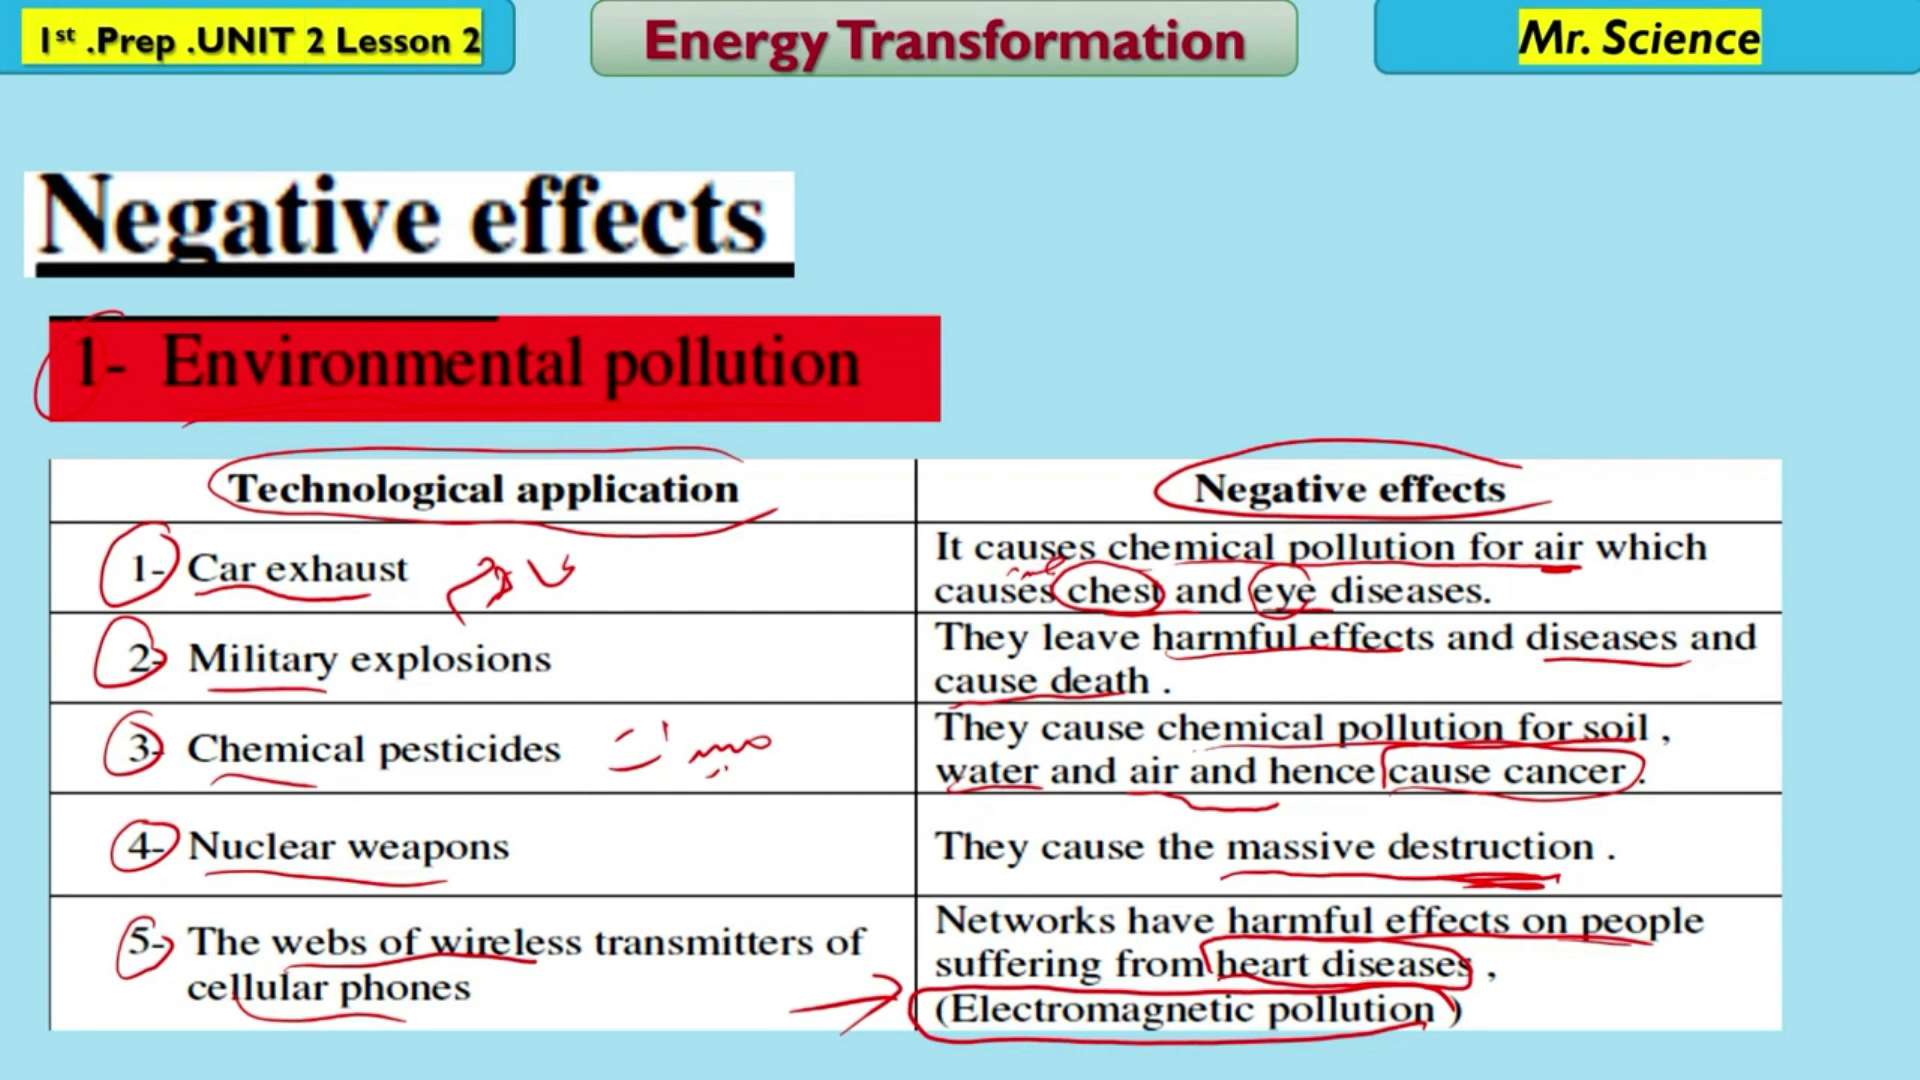 1st .Prep .UNIT 2 Lesson 2
Energy Transformation
Mr. Science
Negative effects
1- Environmental pollution
Technological application
Negative effects
1- Car exhaust
It causes chemical pollution for air which
causes chest and eye diseases.
2- Military explosions
They leave harmful effects and diseases and
cause death .
3- Chemical pesticides
They cause chemical pollution for soil ,
water and air and hence cause cancer .
4- Nuclear weapons
They cause the massive destruction .
5- The webs of wireless transmitters of
cellular phones
Networks have harmful effects on people
suffering from heart diseases ,
(Electromagnetic pollution )